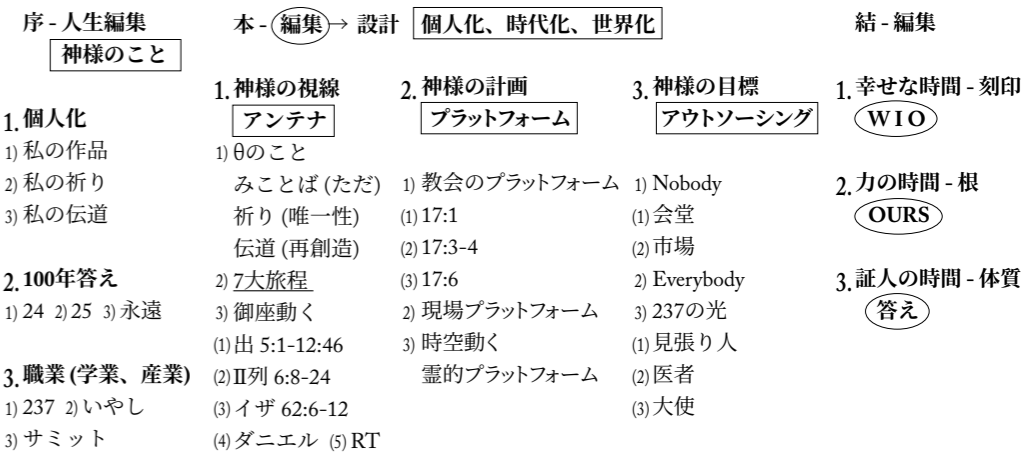 序 - 人生編集
神様のこと
1. 個人化
1) 私の作品
2) 私の祈り
3) 私の伝道
2. 100年答え
1) 24 2) 25 3) 永遠
3. 職業 (学業、産業)
1) 237 2) いやし
3) サミット
本 - 編集 → 設計 個人化、時代化、世界化
1. 神様の視線
アンテナ
1) θのこと
みことば (ただ)
祈り (唯一性)
伝道 (再創造)
2) 7大旅程
3) 御座動く
(1) 出 5:1-12:46
(2) Ⅱ列 6:8-24
(3) イザ 62:6-12
(4) ダニエル (5) RT
2. 神様の計画
プラットフォーム
1) 教会のプラットフォーム
(1) 17:1
(2) 17:3-4
(3) 17:6
2) 現場プラットフォーム
3) 時空動く
霊的プラットフォーム
3. 神様の目標
アウトソーシング
1) Nobody
(1) 会堂
(2) 市場
2) Everybody
3) 237の光
(1) 見張り人
(2) 医者
(3) 大使
結 - 編集
1. 幸せな時間 - 刻印
W I O
2. 力の時間 - 根
OURS
3. 証人の時間 - 体質
答え